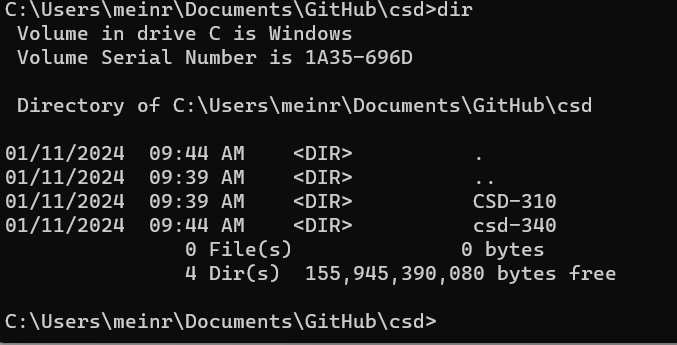 C:\Users\meinr\Documents\GitHub\csd>dir
 Volume in drive C is Windows
 Volume Serial Number is 1A35-696D

 Directory of C:\Users\meinr\Documents\GitHub\csd

01/11/2024  09:44 AM    <DIR>          .
01/11/2024  09:39 AM    <DIR>          ..
01/11/2024  09:39 AM    <DIR>          CSD-310
01/11/2024  09:44 AM    <DIR>          csd-340
               0 File(s)              0 bytes
               4 Dir(s)  155,945,390,080 bytes free

C:\Users\meinr\Documents\GitHub\csd>